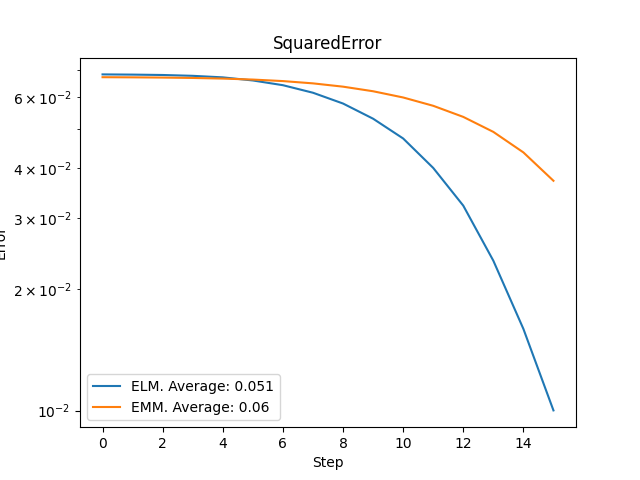 SquaredError
Error
6 × 10⁻²
4 × 10⁻²
3 × 10⁻²
2 × 10⁻²
10⁻²
ELM. Average: 0.051
EMM. Average: 0.06
0 2 4 6 8 10 12 14
Step